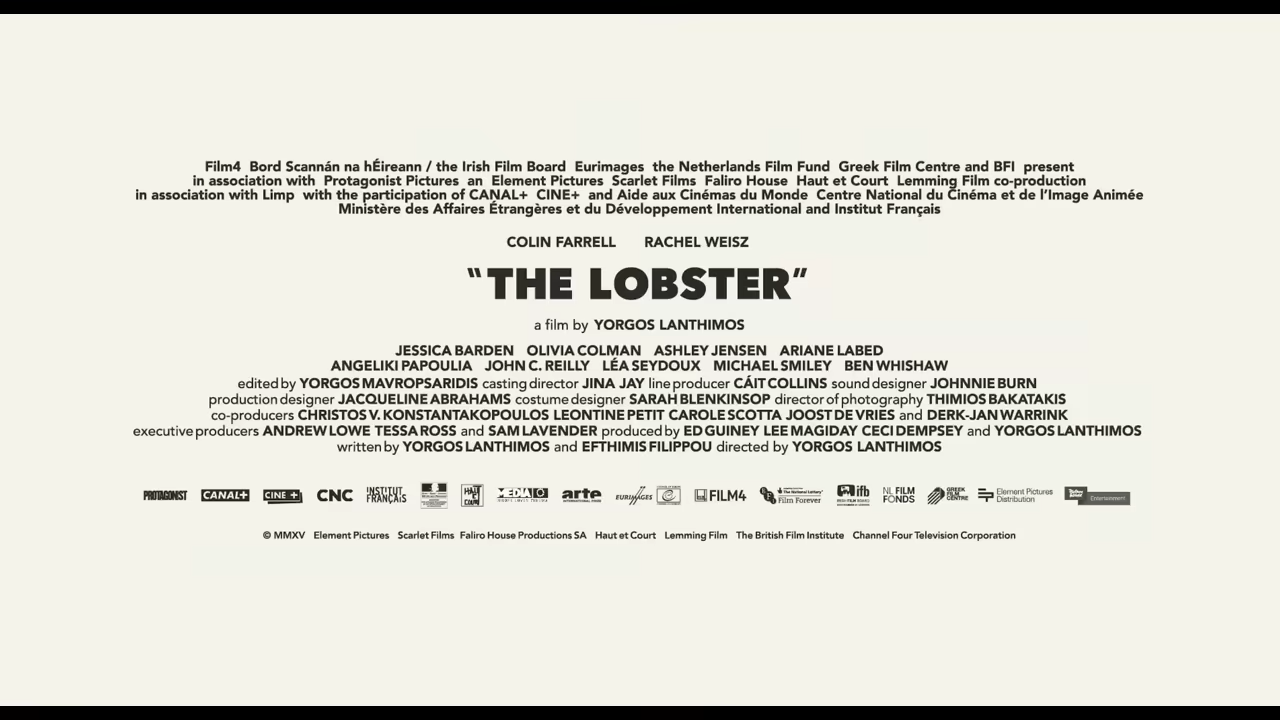 Film4 Bord Scannán na hÉireann / the Irish Film Board Eurimages the Netherlands Film Fund Greek Film Centre and BFI present
in association with Protagonist Pictures an Element Pictures Scarlet Films Faliro House Haut et Court Lemming Film co-production
in association with Limp with the participation of CANAL+ CINE+ and Aide aux Cinémas du Monde Centre National du Cinéma et de l'Image Animée
Ministère des Affaires Étrangères et du Développement International and Institut Français
COLIN FARRELL RACHEL WEISZ
"THE LOBSTER"
a film by YORGOS LANTHIMOS
JESSICA BARDEN OLIVIA COLMAN ASHLEY JENSEN ARIANE LABED
ANGELIKI PAPOULIA JOHN C. REILLY LÉA SEYDOUX MICHAEL SMILEY BEN WHISHAW
edited by YORGOS MAVROPSARIDIS casting director JINA JAY line producer CÁIT COLLINS sound designer JOHNNIE BURN
production designer JACQUELINE ABRAHAMS costume designer SARAH BLENKINSOP director of photography THIMIOS BAKATAKIS
co-producers CHRISTOS V. KONSTANTAKOPOULOS LEONTINE PETIT CAROLE SCOTTA JOOST DE VRIES and DERK-JAN WARRINK
executive producers ANDREW LOWE TESSA ROSS and SAM LAVENDER produced by ED GUINEY LEE MAGIDAY CECI DEMPSEY and YORGOS LANTHIMOS
written by YORGOS LANTHIMOS and EFTHIMIS FILIPPOU directed by YORGOS LANTHIMOS
PROTAGONIST CANAL+ CINE+ CNC INSTITUT FRANÇAIS HAUT et COURT MEDIA arte EURIMAGES FILM4 The National Lottery Film Forever ifb NL FILM FONDS GREEK FILM CENTRE Element Pictures Distribution Entertainment
© MMXV Element Pictures Scarlet Films Faliro House Productions SA Haut et Court Lemming Film The British Film Institute Channel Four Television Corporation